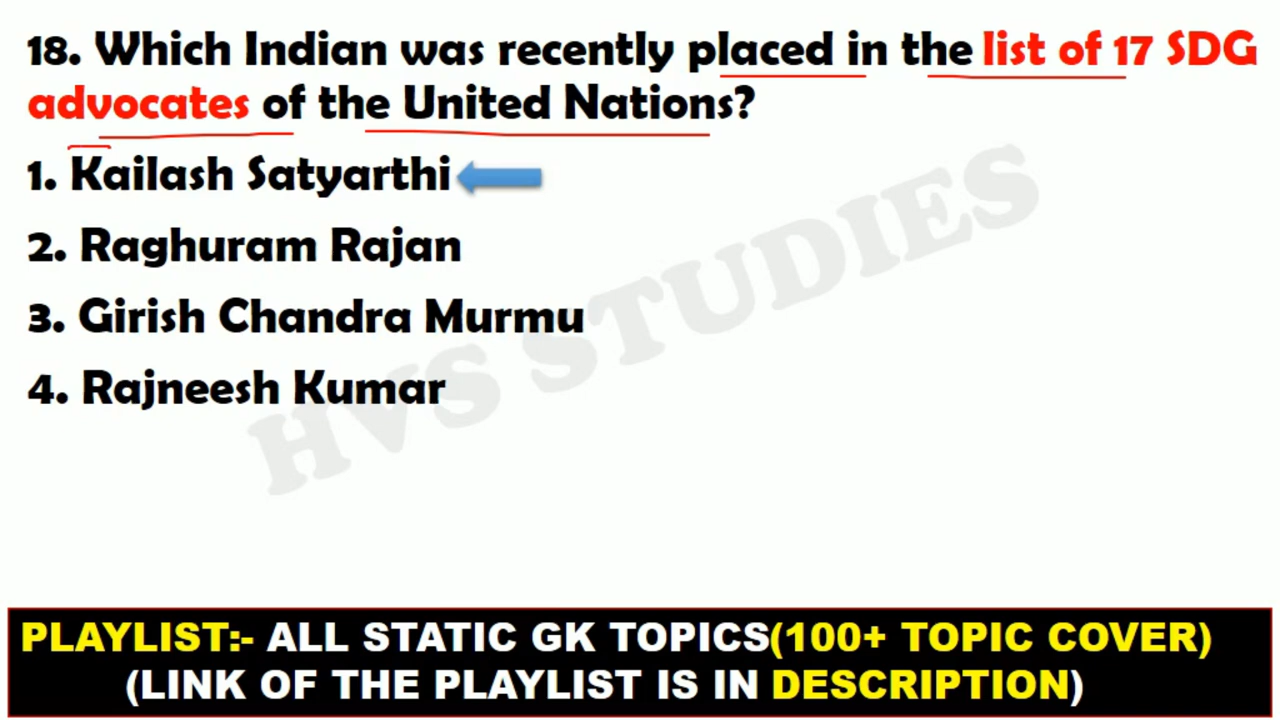 18. Which Indian was recently placed in the list of 17 SDG
advocates of the United Nations?
1. Kailash Satyarthi
2. Raghuram Rajan
3. Girish Chandra Murmu
4. Rajneesh Kumar
HVS STUDIES
PLAYLIST:- ALL STATIC GK TOPICS(100+ TOPIC COVER)
(LINK OF THE PLAYLIST IS IN DESCRIPTION)